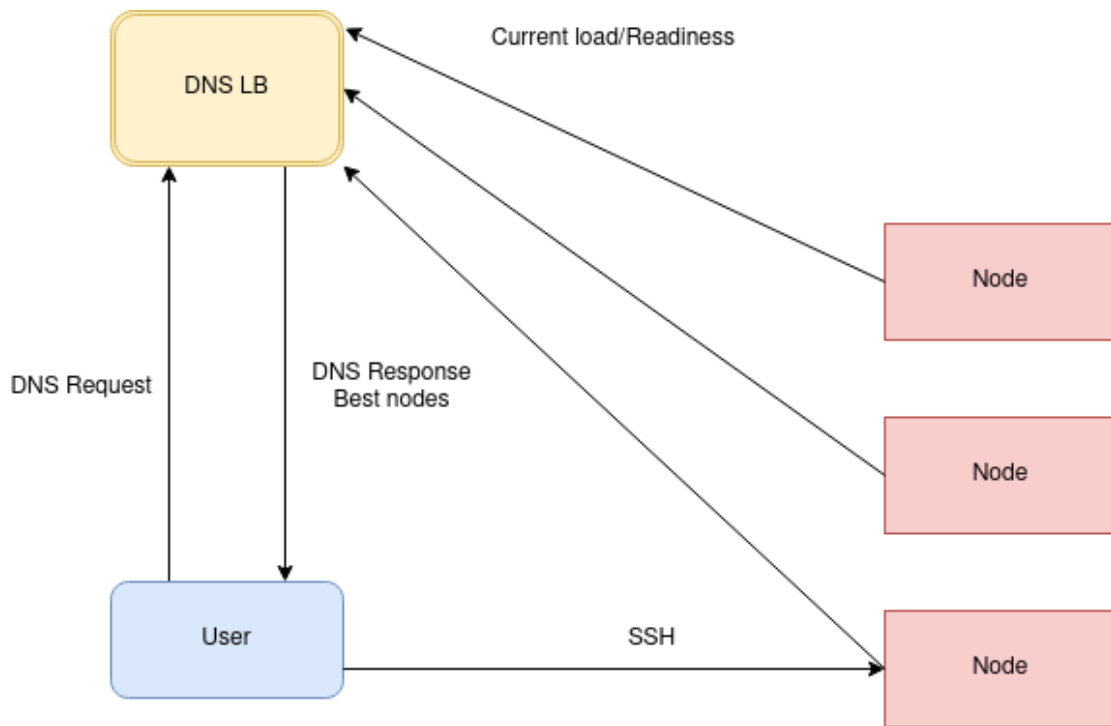 Current load/Readiness
DNS LB
Node
DNS Request
DNS Response
Best nodes
Node
User
SSH
Node